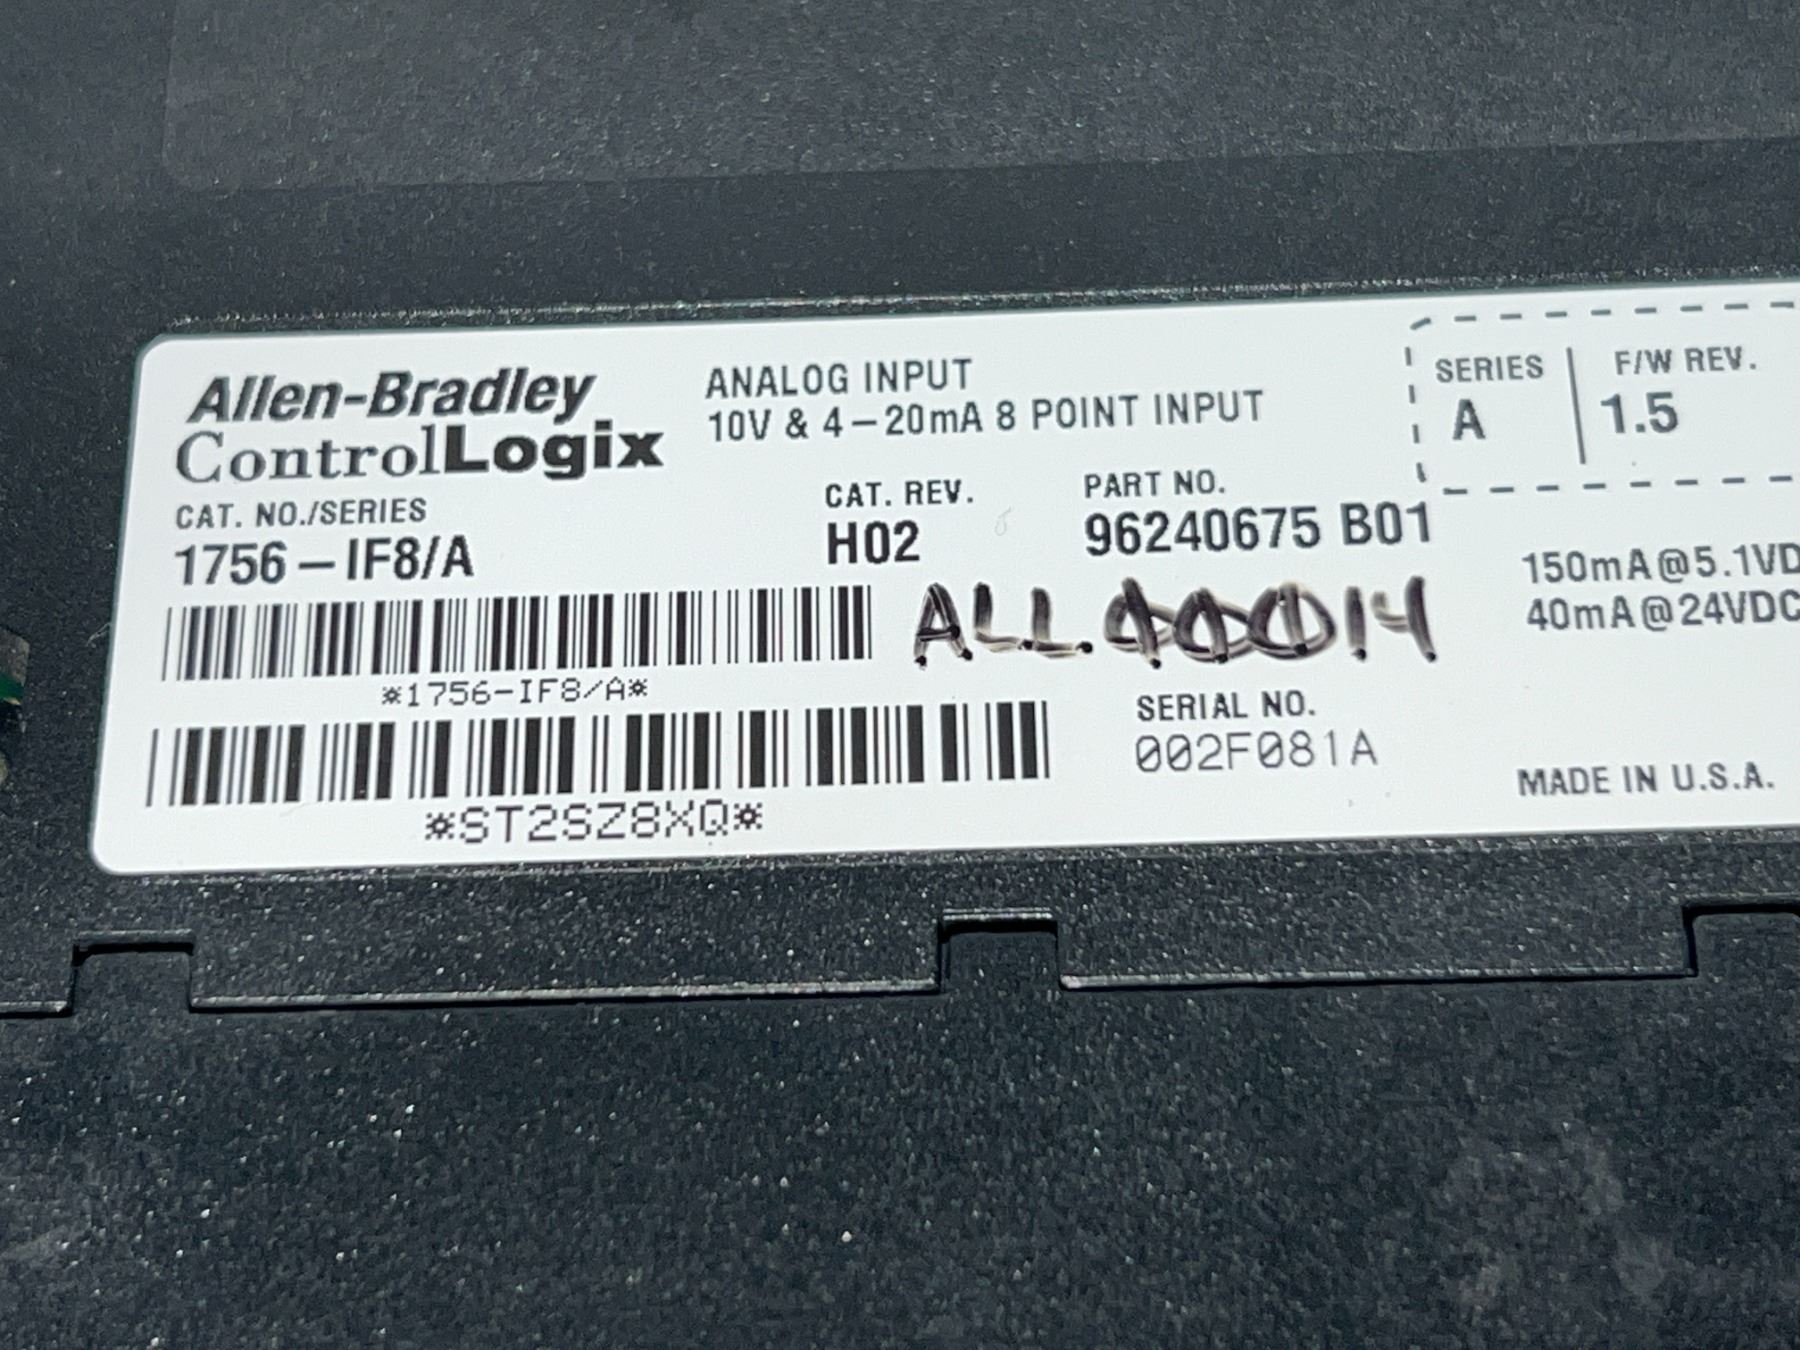 Allen-Bradley
ControlLogix
ANALOG INPUT
10V & 4-20mA 8 POINT INPUT
SERIES
A
F/W REV.
1.5
CAT. NO./SERIES
1756-IF8/A
CAT. REV.
H02
PART NO.
96240675 B01
150mA@5.1VD
40mA@24VDC
*1756-IF8/A*
SERIAL NO.
002F081A
*ST2SZ8XQ*
MADE IN U.S.A.